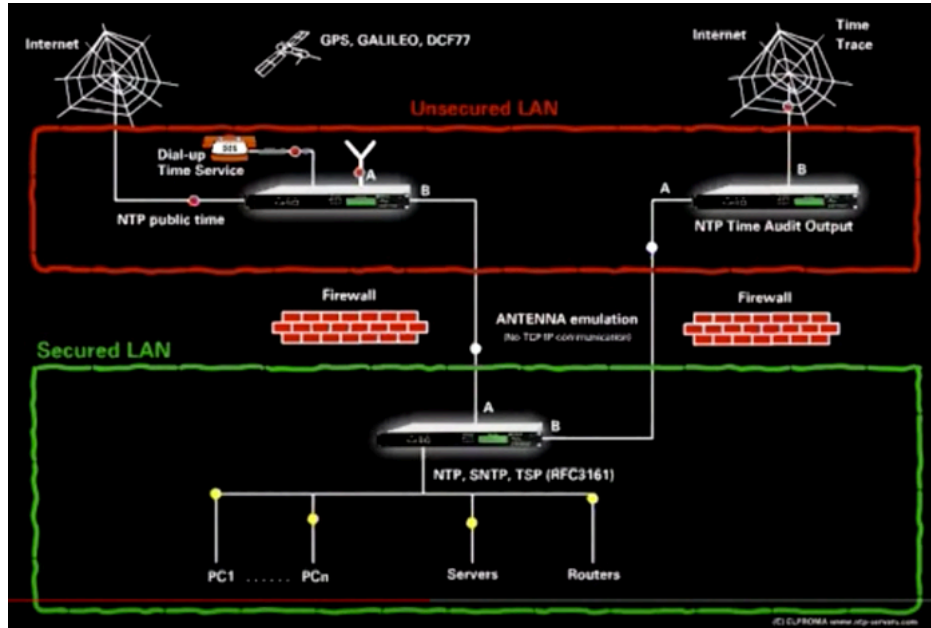 Internet
GPS, GALILEO, DCF77
Internet
Time
Trace
Unsecured LAN
Dial-up
Time Service
A
B
NTP public time
A
B
NTP Time Audit Output
Firewall
ANTENNA emulation
(No TCP IP communication)
Firewall
Secured LAN
A
B
NTP, SNTP, TSP (RFC3161)
PC1 ...... PCn
Servers
Routers
(C) ELPROMA www.ntp-servers.com